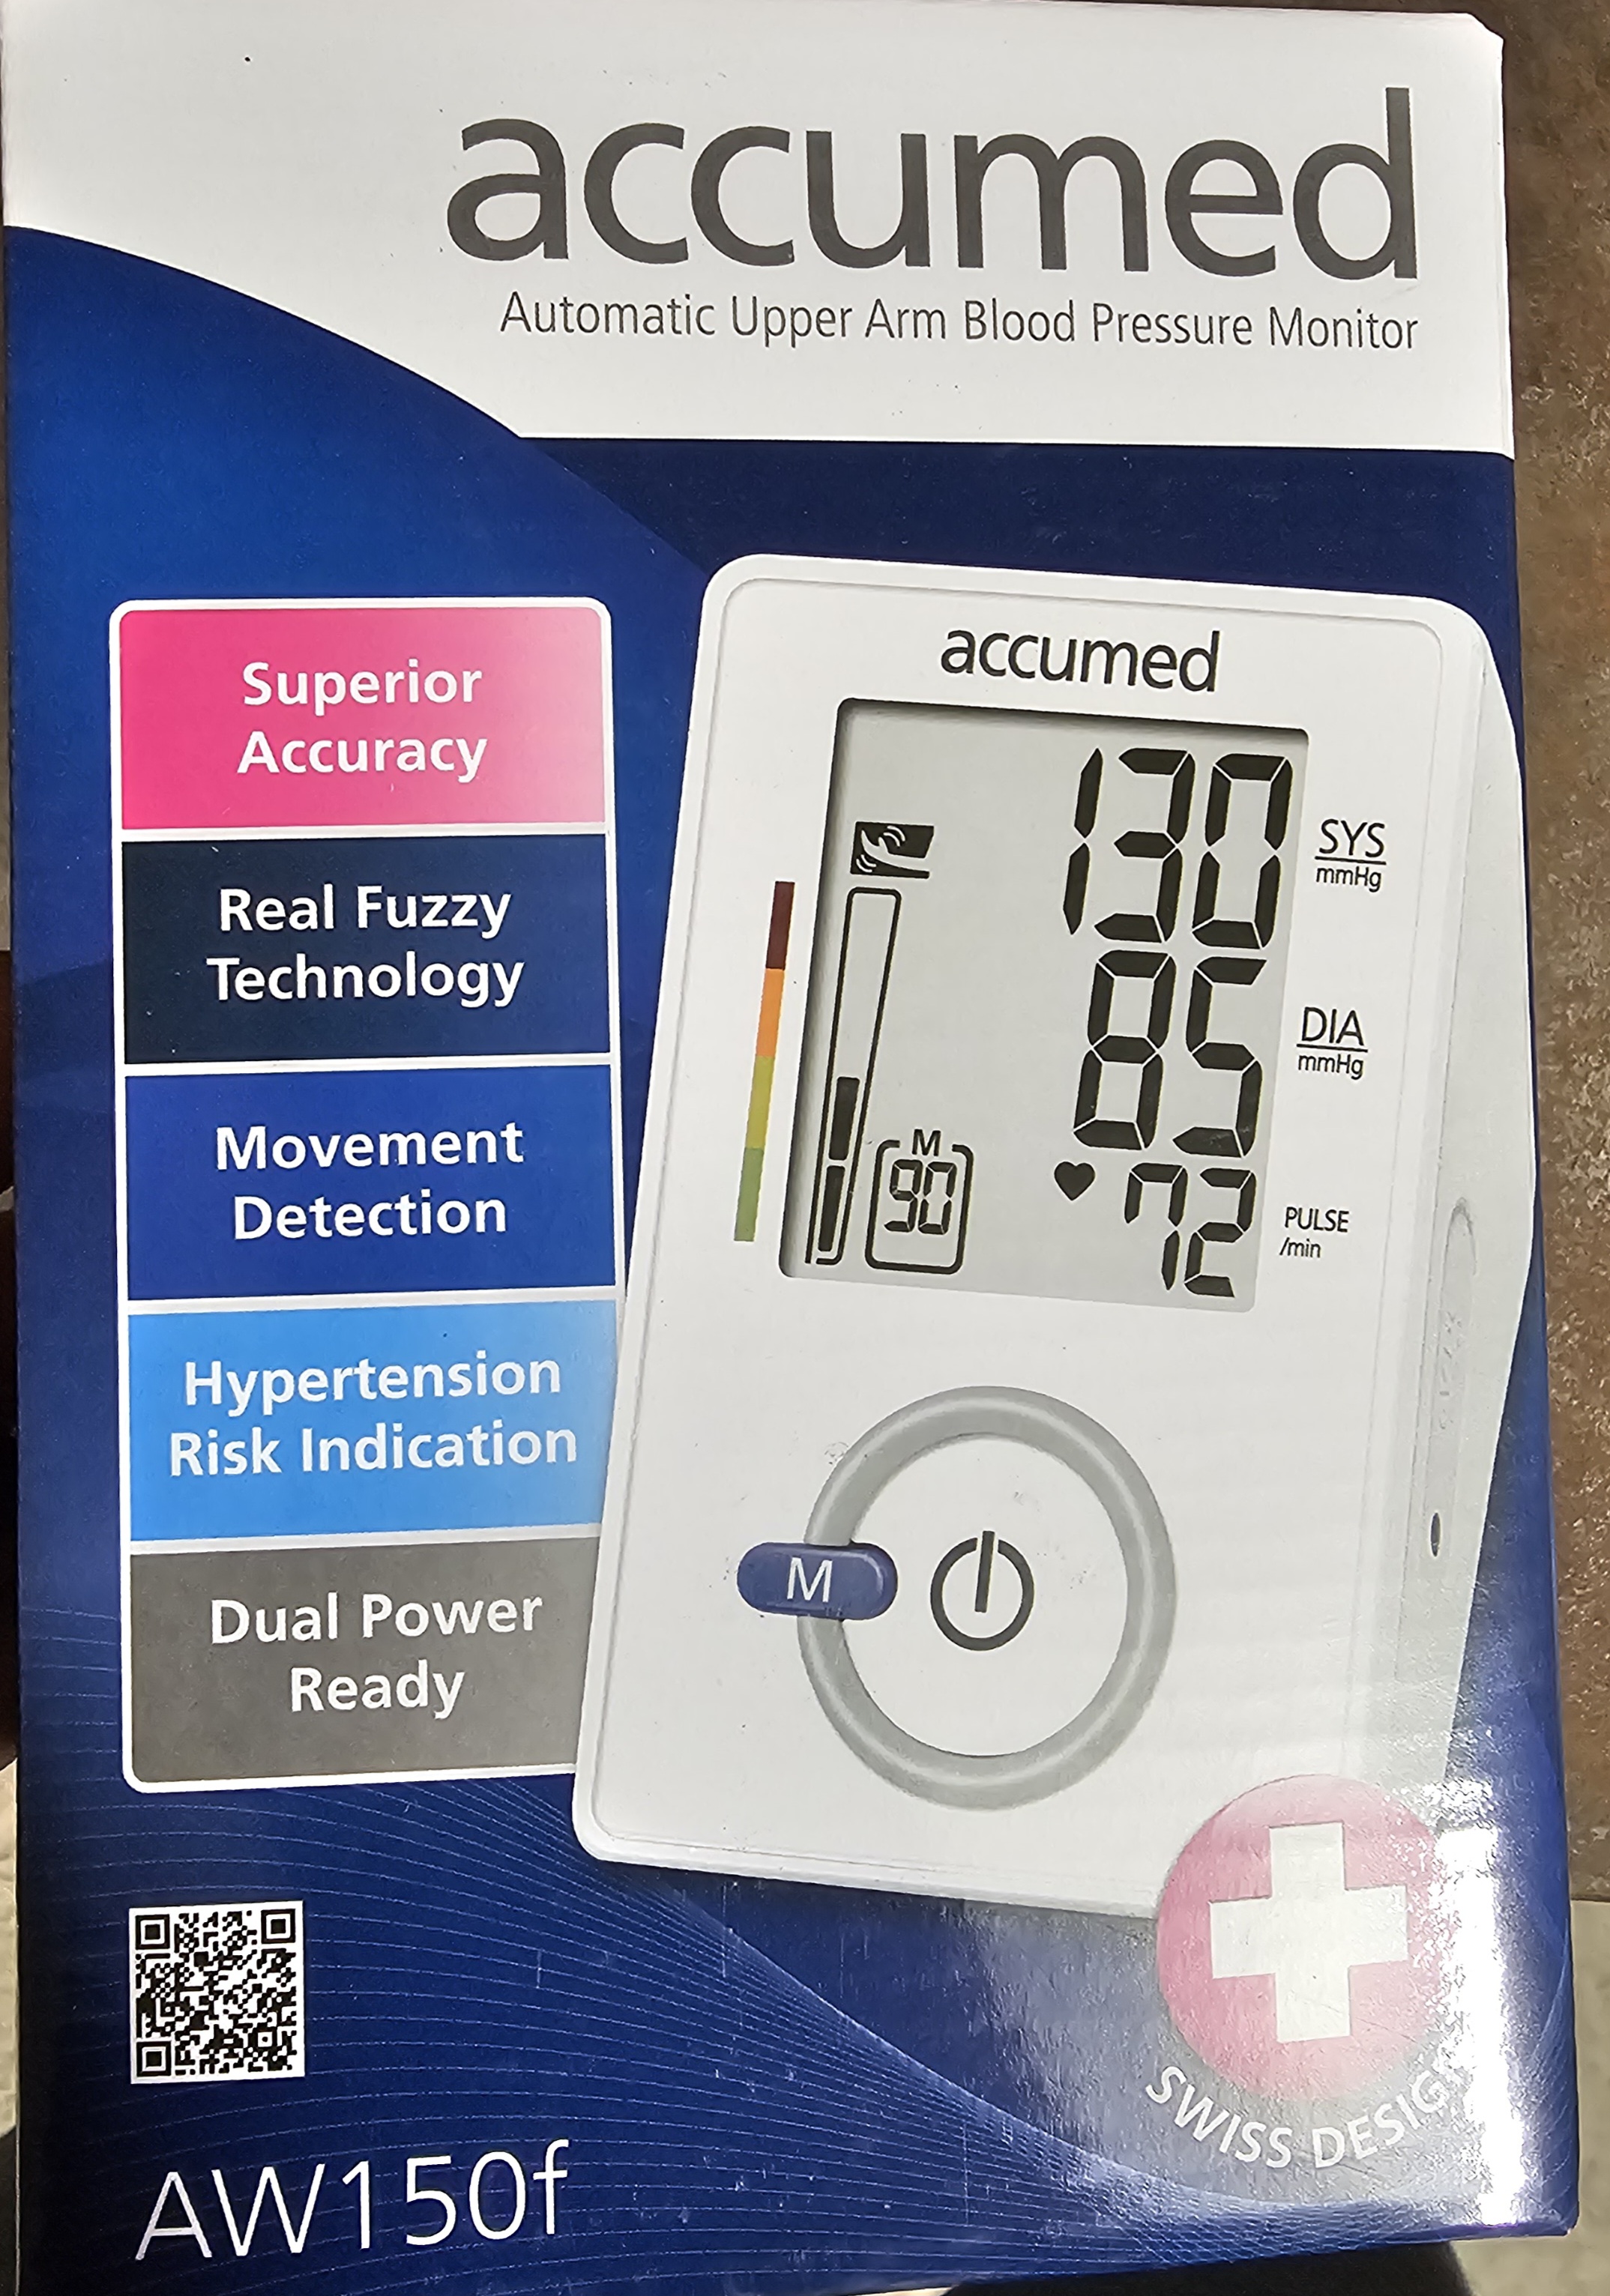 accumed
Automatic Upper Arm Blood Pressure Monitor
Superior
Accuracy
Real Fuzzy
Technology
Movement
Detection
Hypertension
Risk Indication
Dual Power
Ready
accumed
130
SYS
mmHg
85
DIA
mmHg
M
90
72
PULSE
/min
M
SWISS DESIGN
AW150f